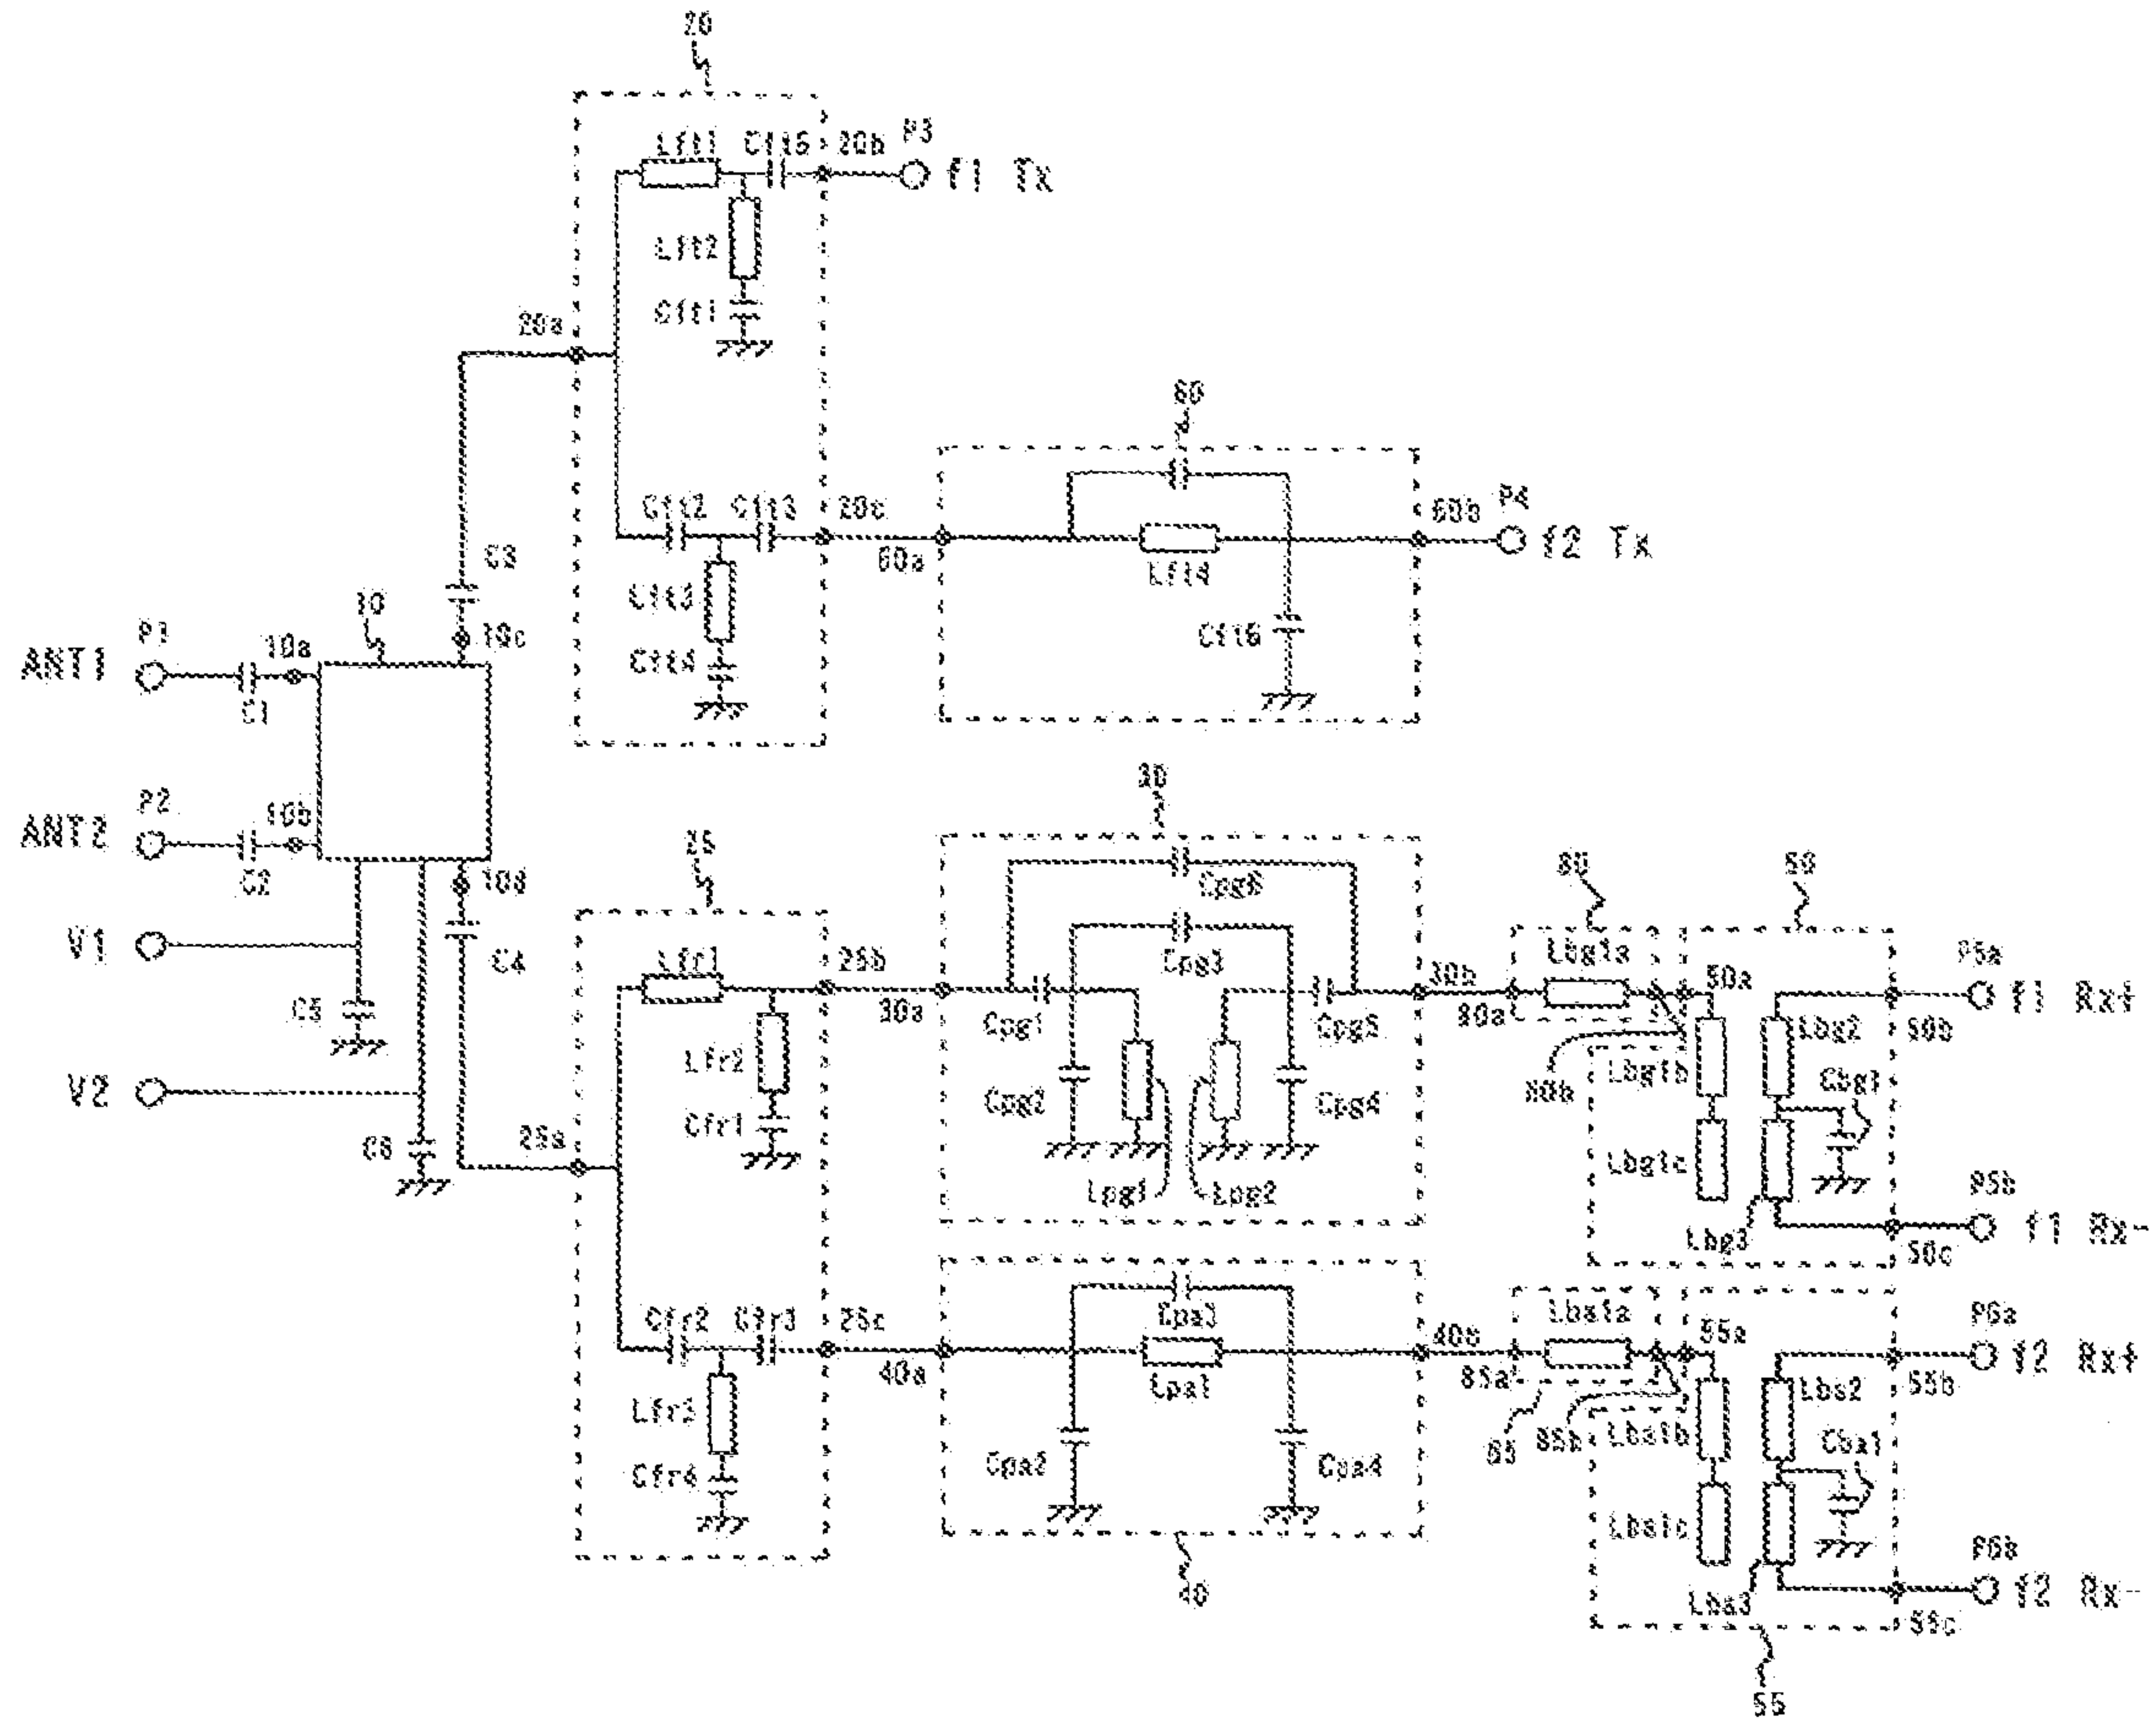 20
Lft1
Cft5
20b
P3
f1 Tx
Lft2
Cft1
20a
60
Cft2
Cft3
20c
60b
P4
f2 Tx
60a
Lft4
C3
Lft3
Cft6
10
Cft4
ANT1
P1
10a
10c
C1
30
ANT2
P2
10b
25
C2
10d
Cpg6
80
50
V1
C4
Lfr1
25b
Cpg3
30b
Lbg1a
50a
P5a
f1 Rx+
C5
30a
Cpg1
Cpg5
80a
50b
Lfr2
Lbg2
V2
Cpg2
Cpg4
80b
Lbg1b
Cbg1
Cfr1
25a
C6
Lbg1c
Lpg1
Lpg2
P5b
f1 Rx-
Lbg3
50c
Cfr2
Cfr3
25c
Cpa3
40b
Lba1a
55a
P6a
f2 Rx+
40a
Lpa1
85a
55b
Lfr3
Lba2
85
85b
Lba1b
Cba1
Cfr4
Cpa2
Cpa4
Lba1c
40
P6b
f2 Rx-
Lba3
55c
55